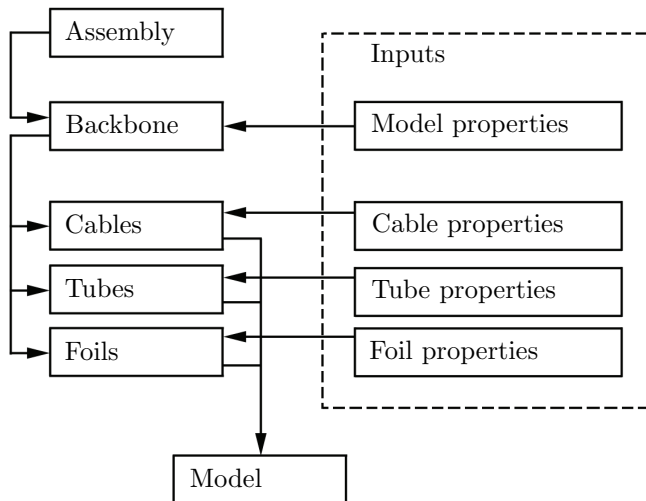 Assembly
Inputs
Backbone
Model properties
Cables
Cable properties
Tubes
Tube properties
Foils
Foil properties
Model